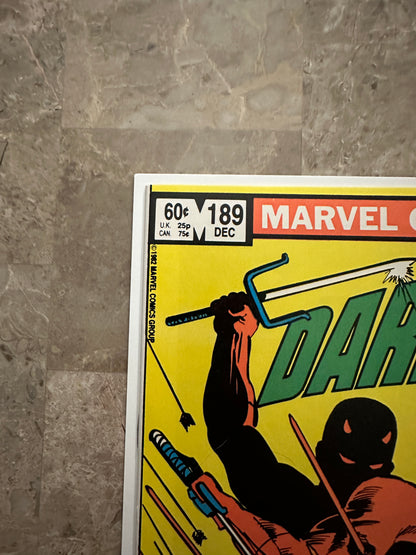 60¢ M 189
U.K. 25p
CAN. 75¢ DEC
MARVEL C
©1982 MARVEL COMICS GROUP
DAR